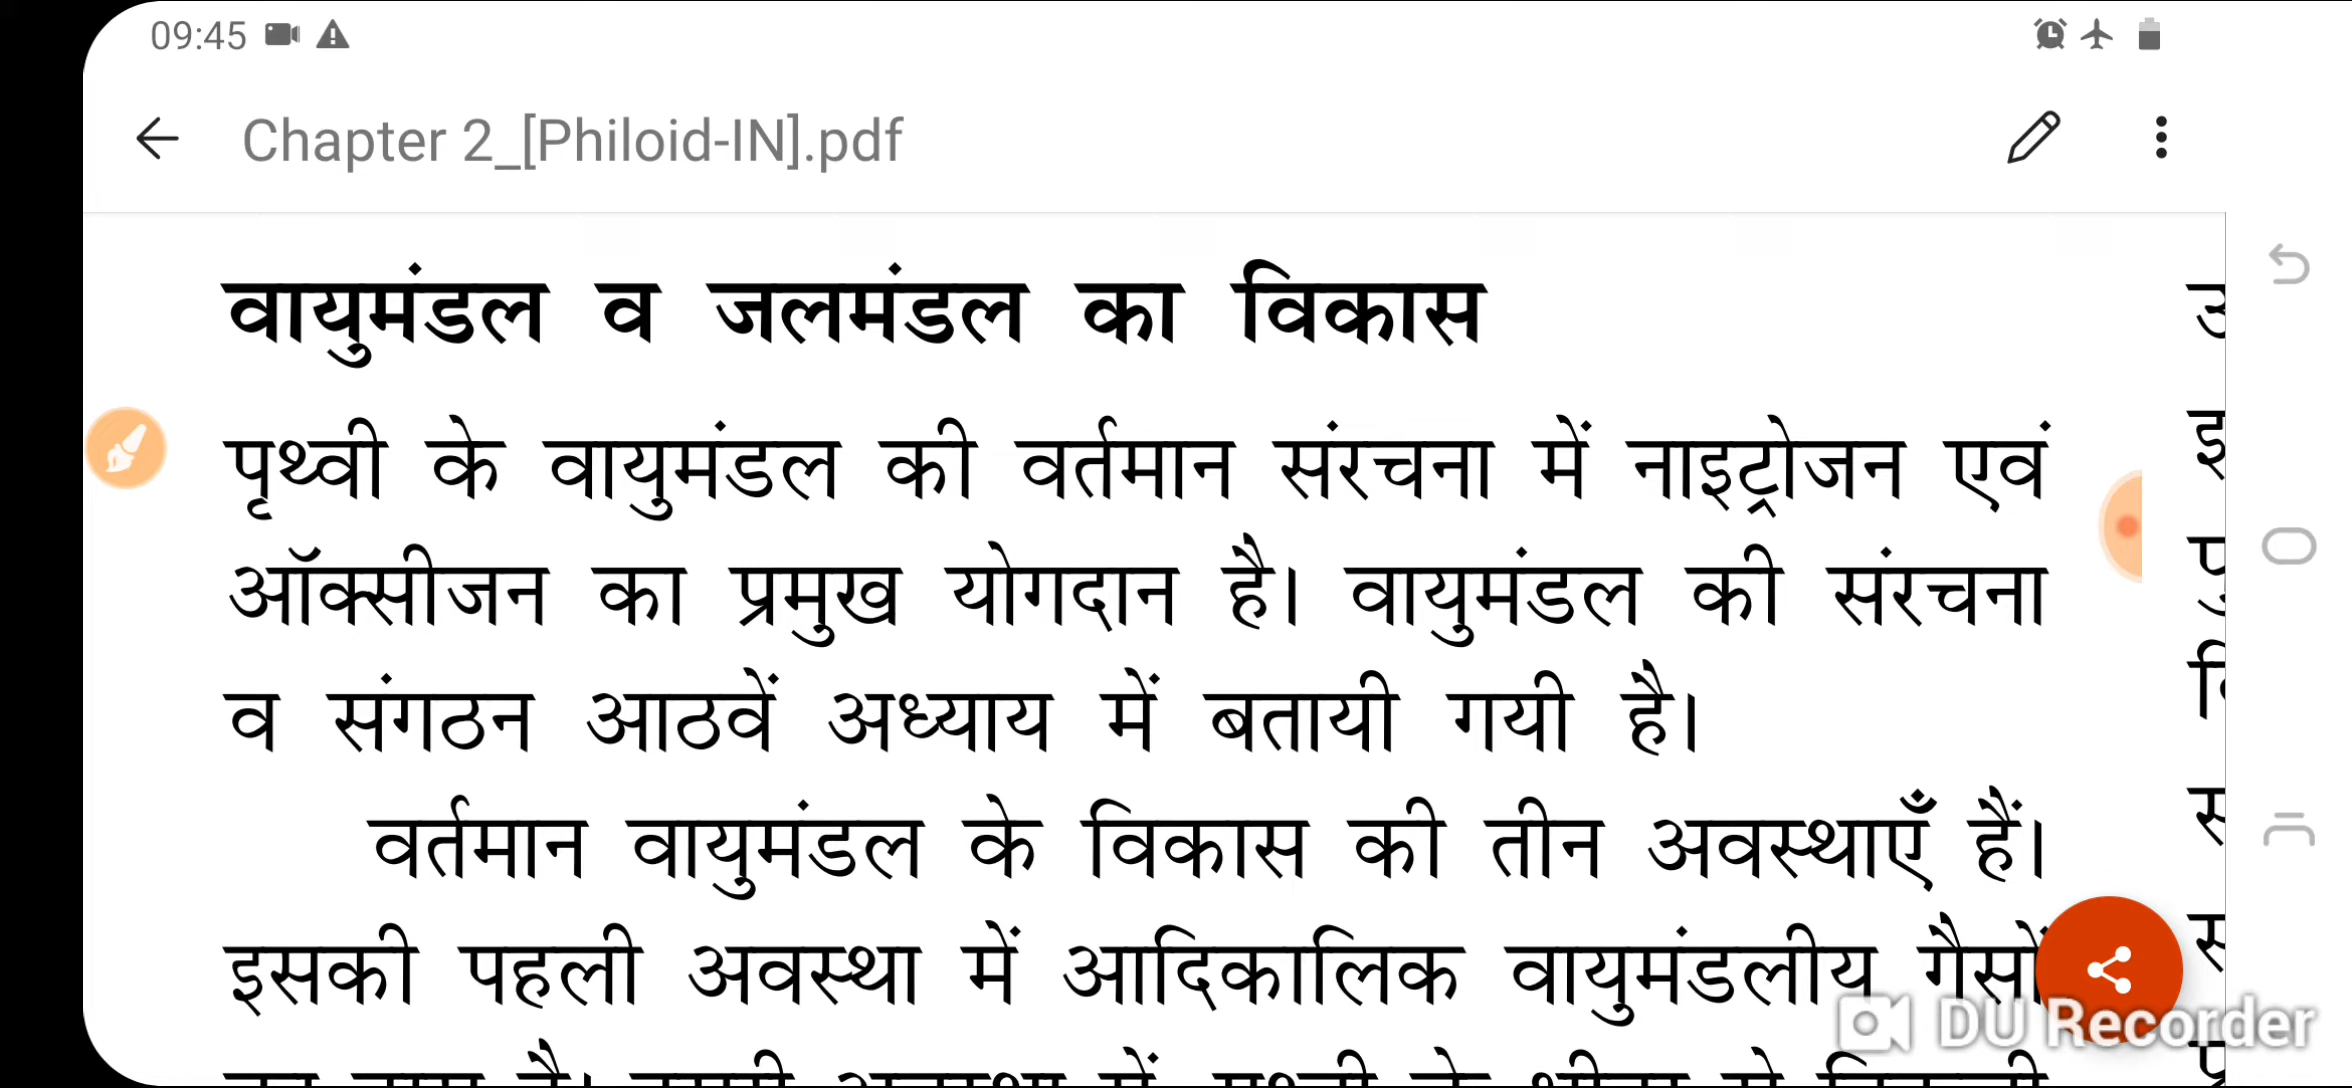 09:45
Chapter 2_[Philoid-IN].pdf
वायुमंडल व जलमंडल का विकास
पृथ्वी के वायुमंडल की वर्तमान संरचना में नाइट्रोजन एवं
ऑक्सीजन का प्रमुख योगदान है। वायुमंडल की संरचना
व संगठन आठवें अध्याय में बतायी गयी है।
वर्तमान वायुमंडल के विकास की तीन अवस्थाएँ हैं।
इसकी पहली अवस्था में आदिकालिक वायुमंडलीय गैसों
DU Recorder